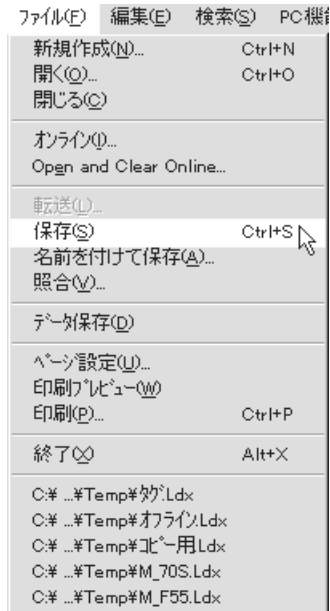 ﾌｧｲﾙ(F) 編集(E) 検索(S) PC機能
新規作成(N)... Ctrl+N
開く(O)... Ctrl+O
閉じる(C)
ｵﾝﾗｲﾝ(I)...
Open and Clear Online...
転送(L)...
保存(S) Ctrl+S
名前を付けて保存(A)...
照合(V)...
ﾃﾞｰﾀ保存(D)
ﾍﾟｰｼﾞ設定(U)...
印刷ﾌﾟﾚﾋﾞｭｰ(W)
印刷(P)... Ctrl+P
終了(X) Alt+X
C:¥ ...¥Temp¥ﾀｸﾞ.Ldx
C:¥ ...¥Temp¥ｵﾌﾗｲﾝ.Ldx
C:¥ ...¥Temp¥ｺﾋﾟｰ用.Ldx
C:¥ ...¥Temp¥M_70S.Ldx
C:¥ ...¥Temp¥M_F55.Ldx